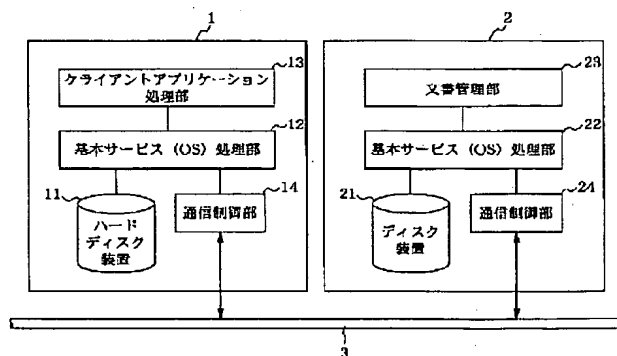 1
13
クライアントアプリケーション
処理部
12
基本サービス (OS) 処理部
11
ハード
ディスク
装置
14
通信制御部
2
23
文書管理部
22
基本サービス (OS) 処理部
21
ディスク
装置
24
通信制御部
3